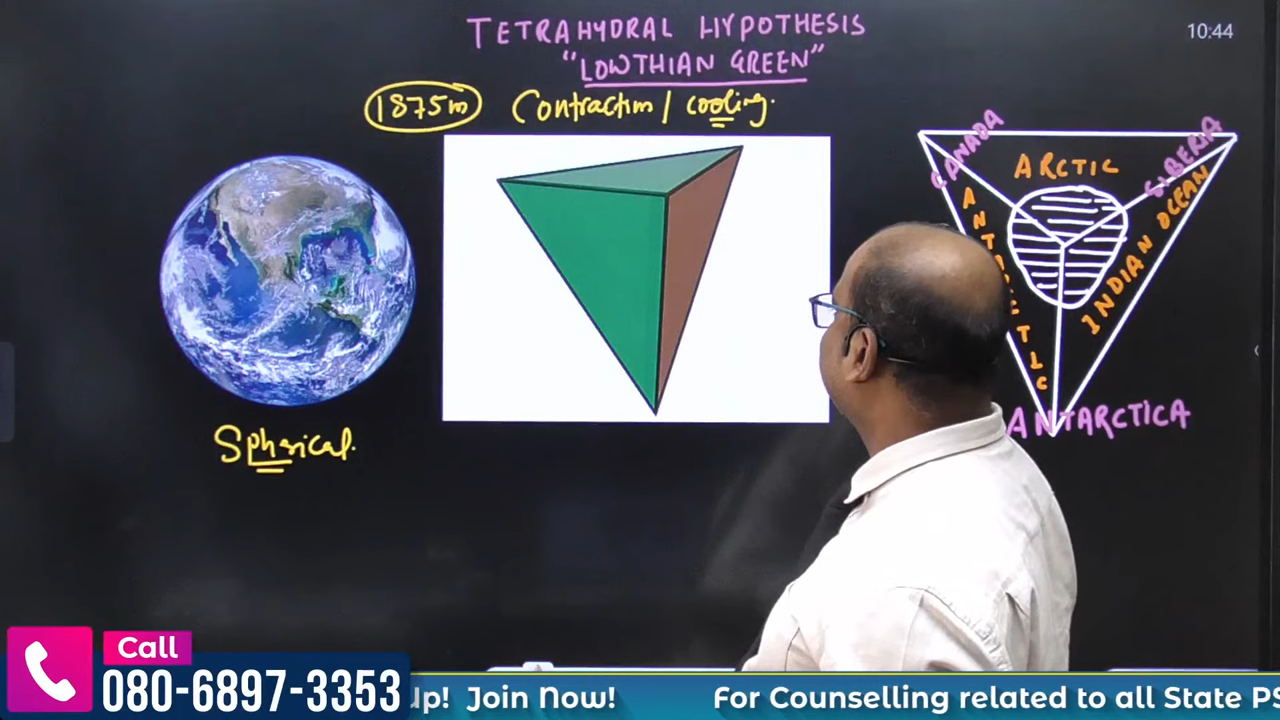 TETRAHYDRAL HYPOTHESIS
"LOWTHIAN GREEN"
10:44
1875m Contraction / cooling.
CANADA
SIBERIA
ARCTIC
INDIAN OCEAN
ANTARCTICA
Spherical.
Call
080-6897-3353
Up! Join Now! For Counselling related to all State PS